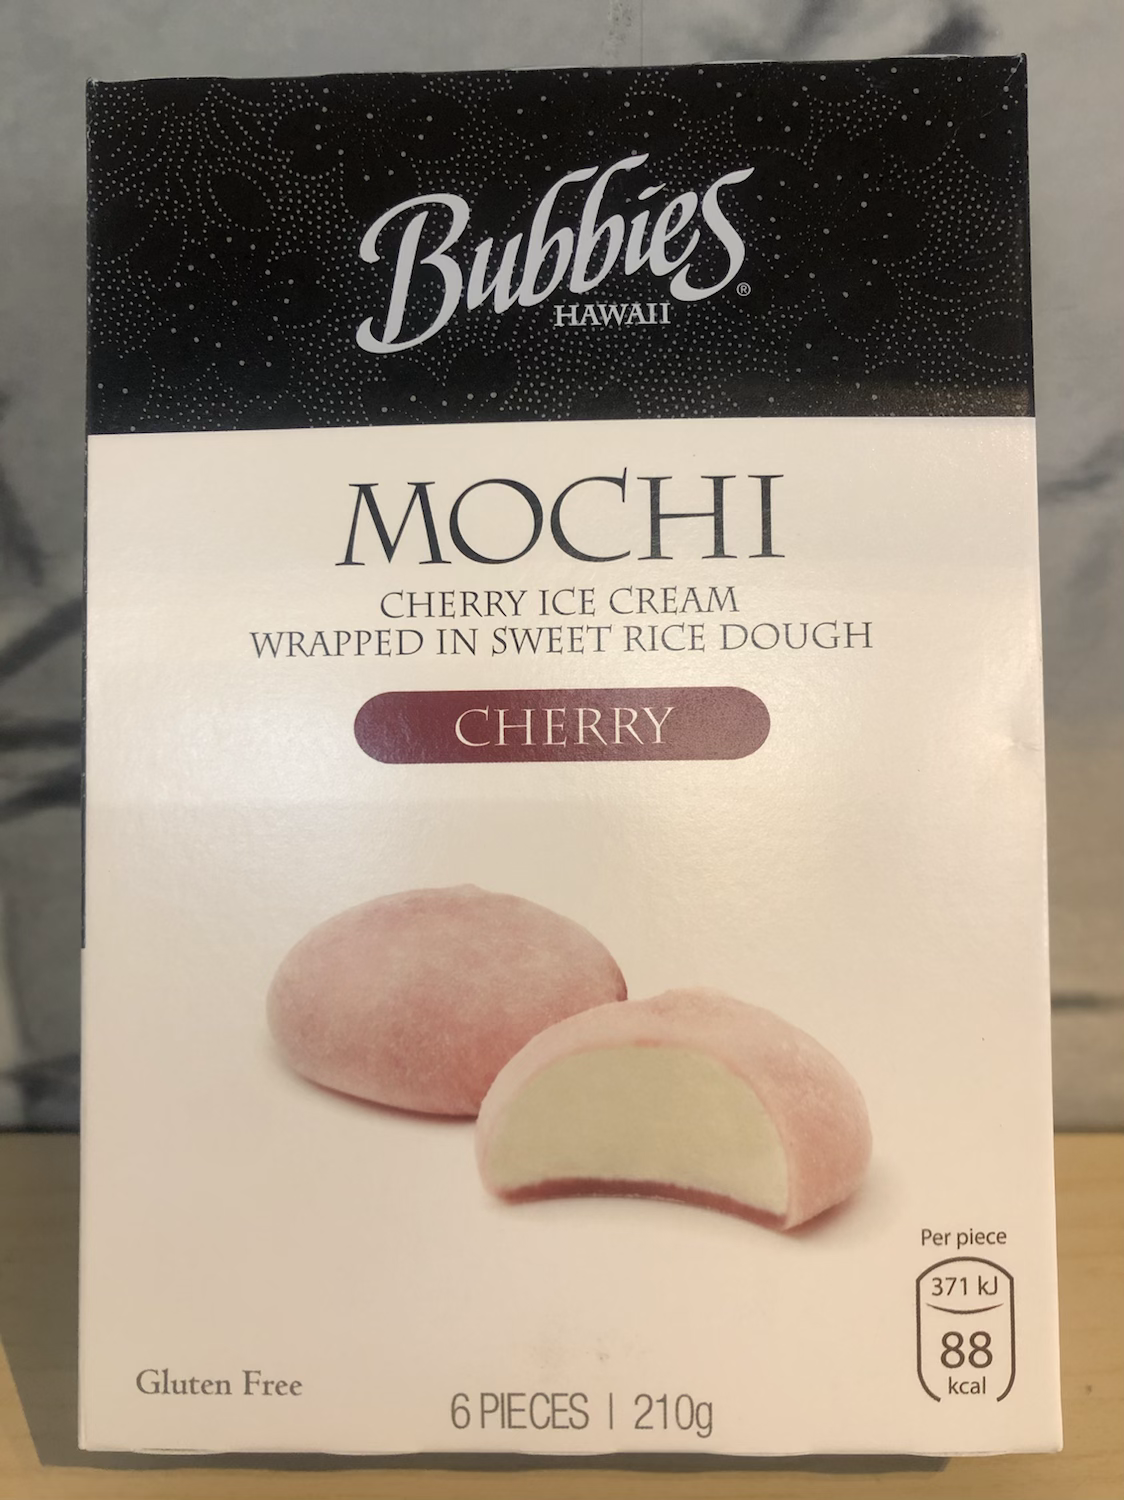 Bubbies®
HAWAII
MOCHI
CHERRY ICE CREAM
WRAPPED IN SWEET RICE DOUGH
CHERRY
Per piece
371 kJ
88
kcal
Gluten Free
6 PIECES | 210g